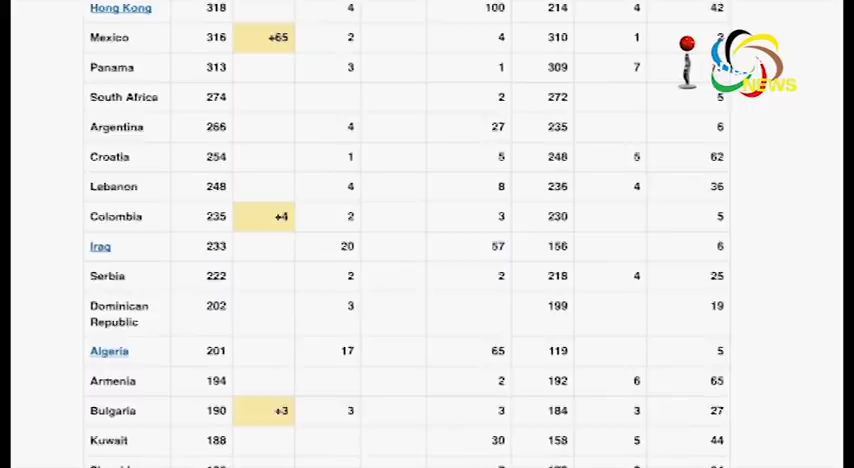 Hong Kong 318 4 100 214 4 42
Mexico 316 +65 2 4 310 1 2
Panama 313 3 1 309 7
South Africa 274 2 272 5
Argentina 266 4 27 235 6
Croatia 254 1 5 248 5 62
Lebanon 248 4 8 236 4 36
Colombia 235 +4 2 3 230 5
Iraq 233 20 57 156 6
Serbia 222 2 2 218 4 25
Dominican 202 3 199 19
Republic
Algeria 201 17 65 119 5
Armenia 194 2 192 6 65
Bulgaria 190 +3 3 3 184 3 27
Kuwait 188 30 158 5 44
NEWS